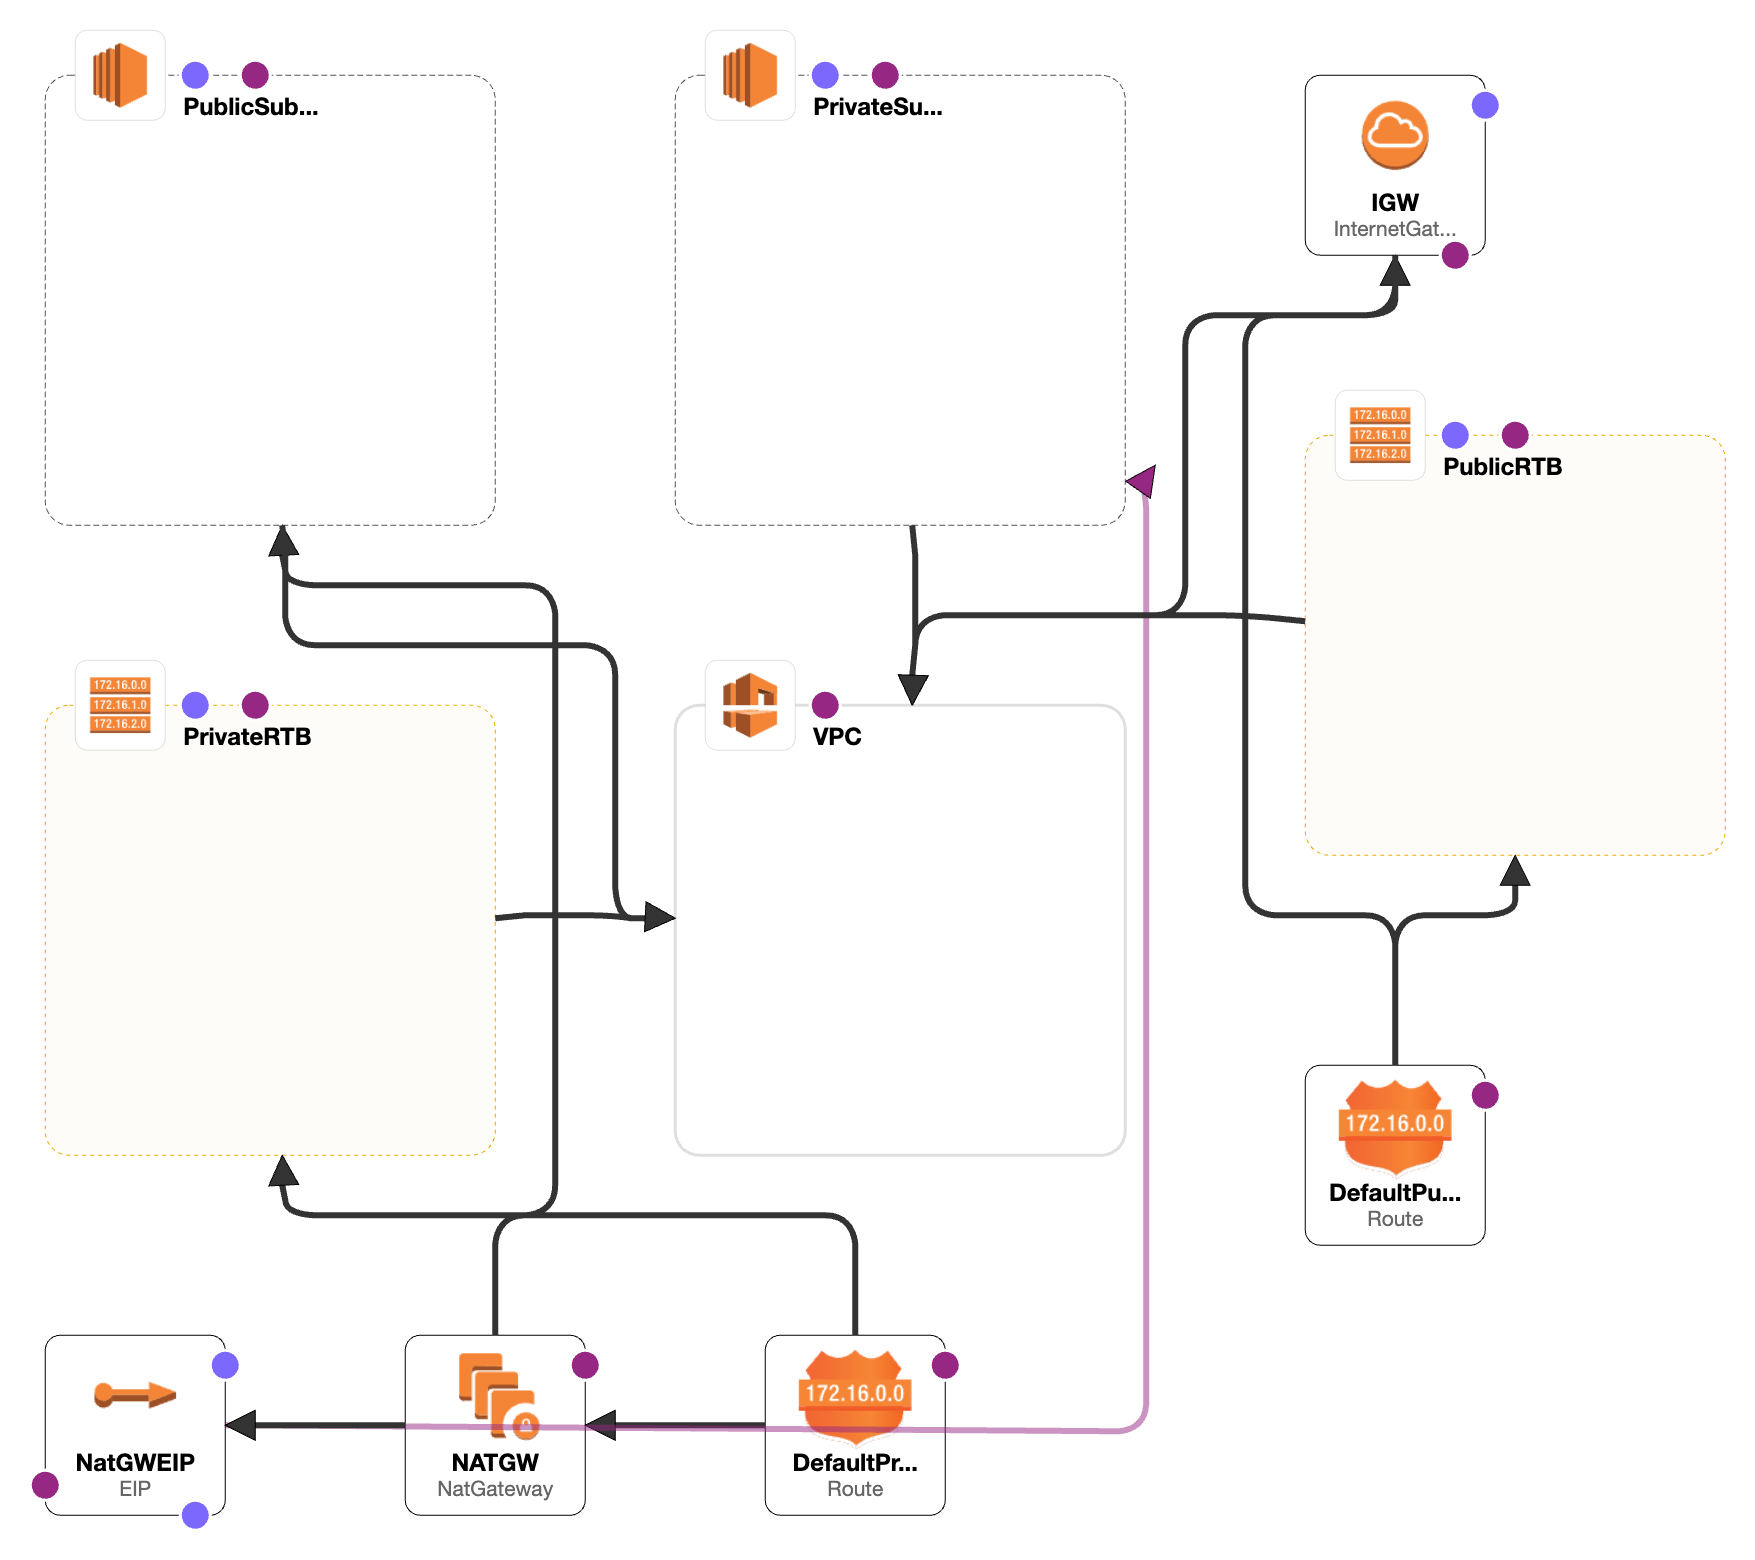 PublicSub...
PrivateSu...
IGW
InternetGat...
172.16.0.0
172.16.1.0
172.16.2.0
PublicRTB
172.16.0.0
172.16.1.0
172.16.2.0
PrivateRTB
VPC
172.16.0.0
DefaultPu...
Route
NatGWEIP
EIP
NATGW
NatGateway
172.16.0.0
DefaultPr...
Route